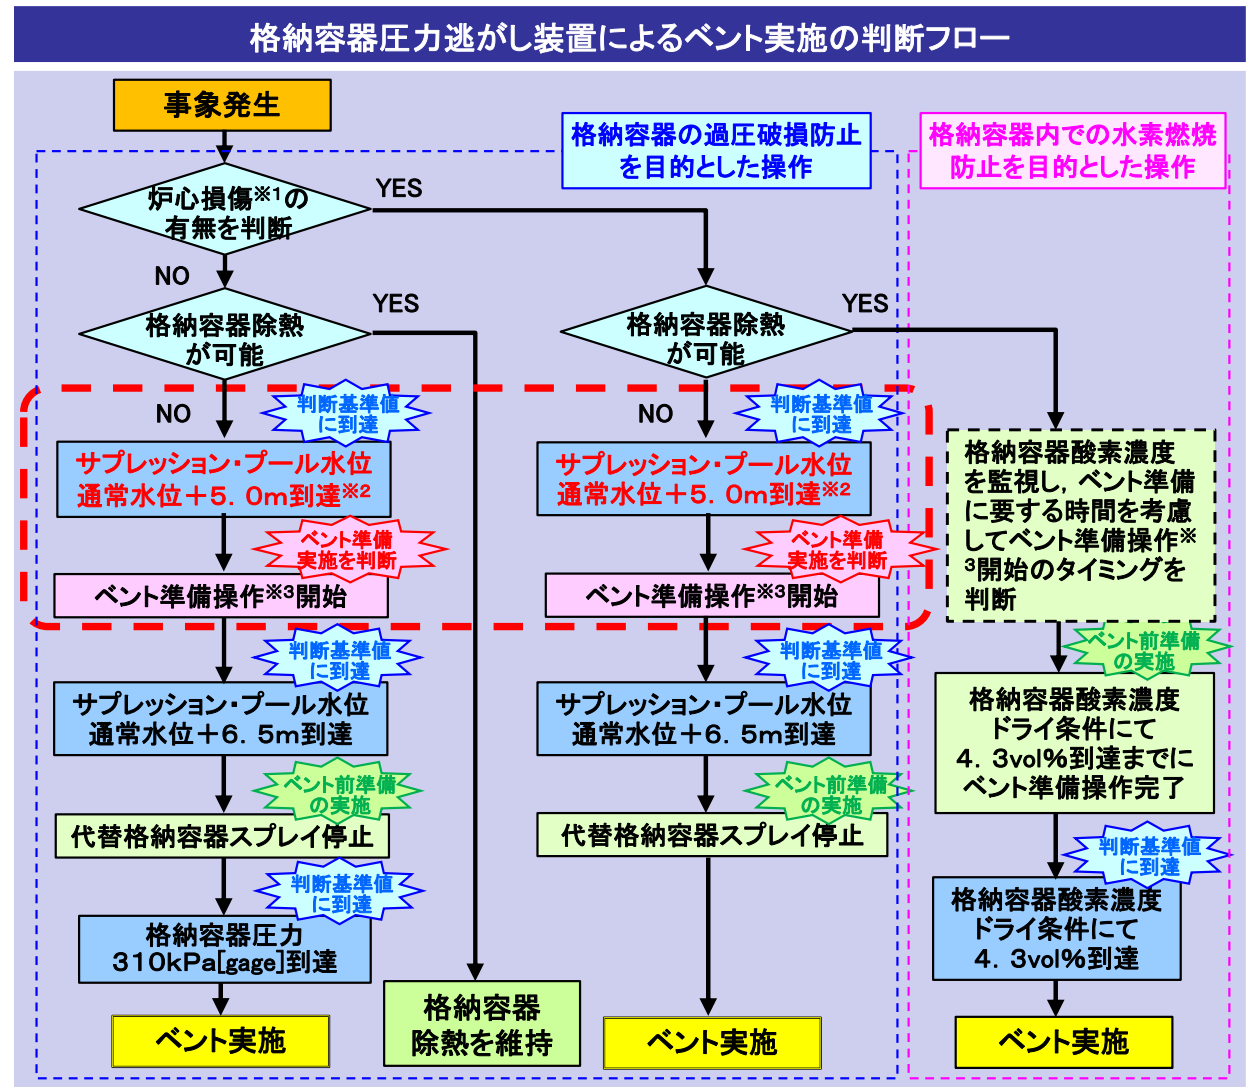 格納容器圧力逃がし装置によるベント実施の判断フロー
事象発生
格納容器の過圧破損防止
を目的とした操作
格納容器内での水素燃焼
防止を目的とした操作
炉心損傷※1の
有無を判断
YES
NO
格納容器除熱
が可能
YES
格納容器除熱
が可能
YES
NO
判断基準値
に到達
NO
判断基準値
に到達
サプレッション・プール水位
通常水位＋5．0m到達※2
サプレッション・プール水位
通常水位＋5．0m到達※2
格納容器酸素濃度
を監視し，ベント準備
に要する時間を考慮
してベント準備操作※
3開始のタイミングを
判断
ベント準備
実施を判断
ベント準備
実施を判断
ベント準備操作※3開始
ベント準備操作※3開始
判断基準値
に到達
判断基準値
に到達
ベント前準備
の実施
サプレッション・プール水位
通常水位＋6．5m到達
サプレッション・プール水位
通常水位＋6．5m到達
格納容器酸素濃度
ドライ条件にて
4．3vol%到達までに
ベント準備操作完了
ベント前準備
の実施
ベント前準備
の実施
代替格納容器スプレイ停止
代替格納容器スプレイ停止
判断基準値
に到達
判断基準値
に到達
格納容器圧力
310kPa[gage]到達
格納容器酸素濃度
ドライ条件にて
4．3vol%到達
ベント実施
格納容器
除熱を維持
ベント実施
ベント実施